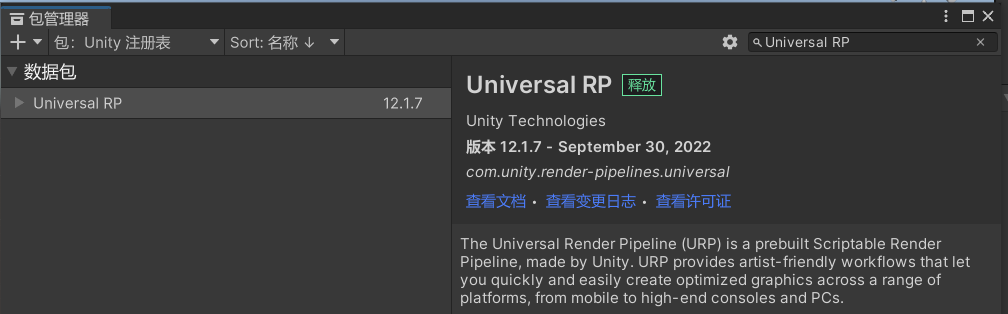 包管理器
包：Unity 注册表 Sort: 名称 ↓ Universal RP
数据包
Universal RP 12.1.7
Universal RP 释放
Unity Technologies
版本 12.1.7 - September 30, 2022
com.unity.render-pipelines.universal
查看文档 • 查看变更日志 • 查看许可证
The Universal Render Pipeline (URP) is a prebuilt Scriptable Render
Pipeline, made by Unity. URP provides artist-friendly workflows that let
you quickly and easily create optimized graphics across a range of
platforms, from mobile to high-end consoles and PCs.